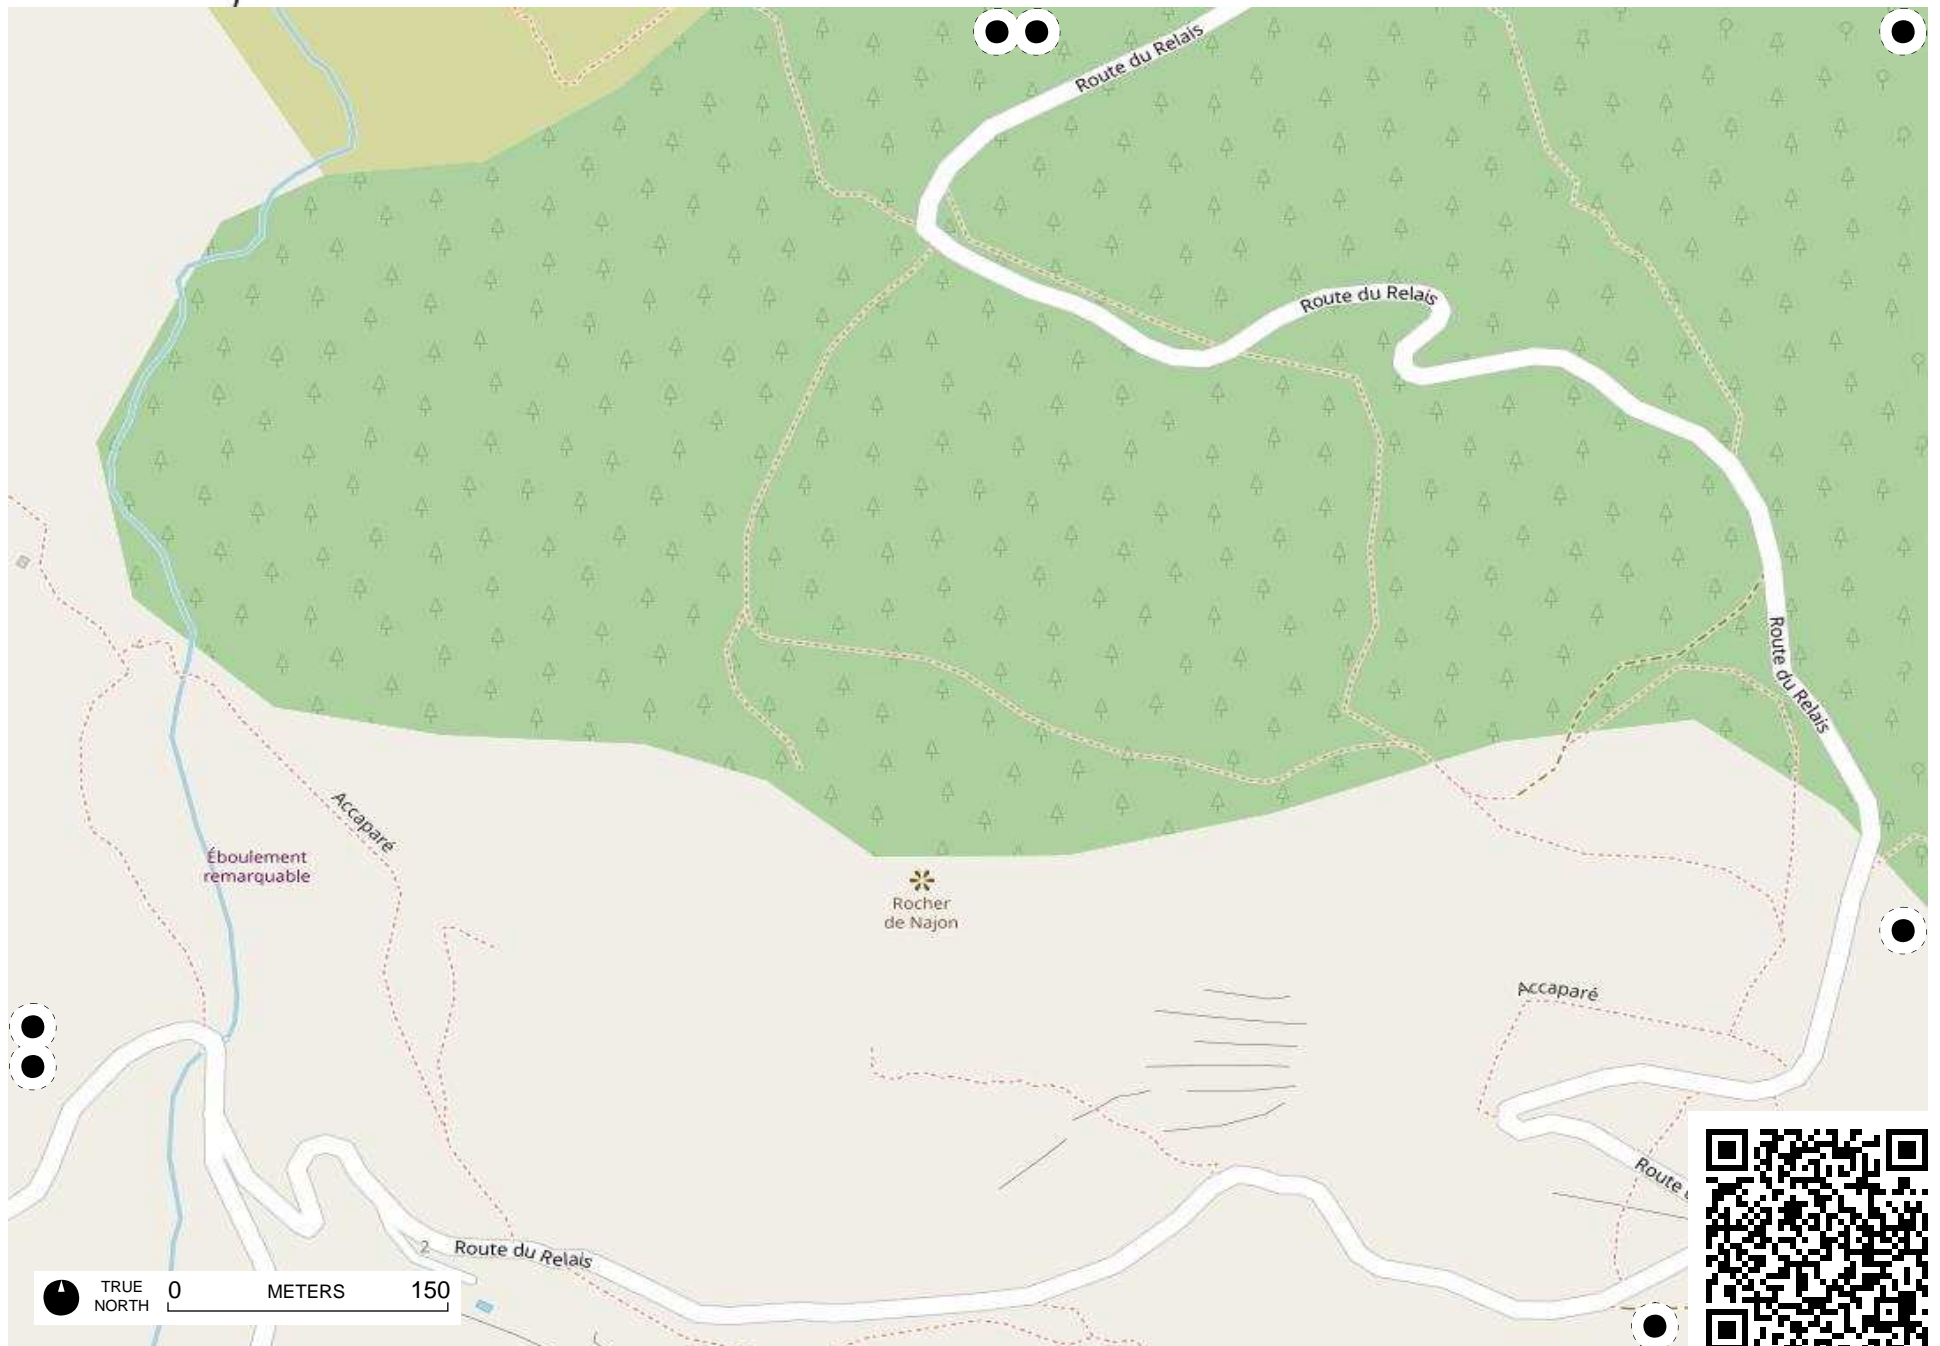 Route du Relais
Route du Relais
Route du Relais
Accaparé
Éboulement
remarquable
Rocher
de Najon
Accaparé
Route
2
Route du Relais
TRUE
NORTH
0
METERS
150